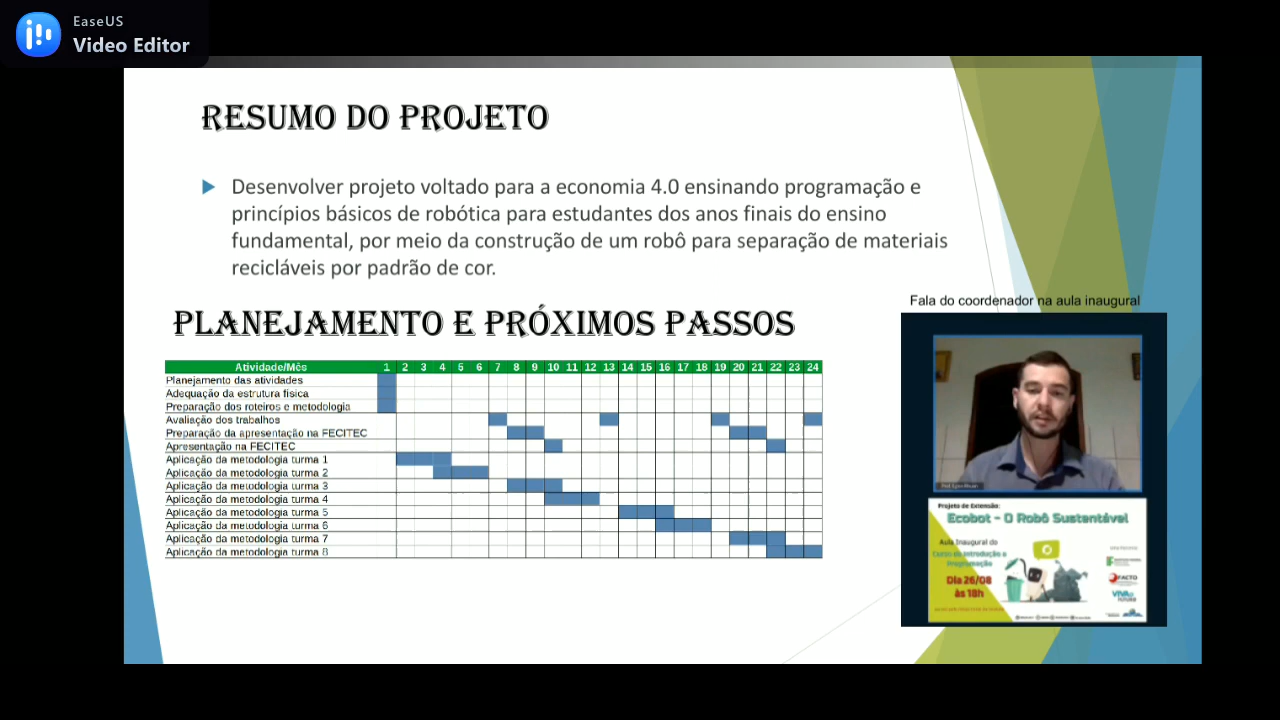 EaseUS
Video Editor
RESUMO DO PROJETO
Desenvolver projeto voltado para a economia 4.0 ensinando programação e
princípios básicos de robótica para estudantes dos anos finais do ensino
fundamental, por meio da construção de um robô para separação de materiais
recicláveis por padrão de cor.
PLANEJAMENTO E PRÓXIMOS PASSOS
Atividade/Mês 1 2 3 4 5 6 7 8 9 10 11 12 13 14 15 16 17 18 19 20 21 22 23 24
Planejamento das atividades
Adequação da estrutura física
Preparação dos roteiros e metodologia
Avaliação dos trabalhos
Preparação da apresentação na FECITEC
Apresentação na FECITEC
Aplicação da metodologia turma 1
Aplicação da metodologia turma 2
Aplicação da metodologia turma 3
Aplicação da metodologia turma 4
Aplicação da metodologia turma 5
Aplicação da metodologia turma 6
Aplicação da metodologia turma 7
Aplicação da metodologia turma 8
Fala do coordenador na aula inaugural
Projeto de Extensão:
Ecobot - O Robô Sustentável
Aula Inaugural do
Curso de Introdução a
Programação
Dia 26/08
às 18h
FACTO